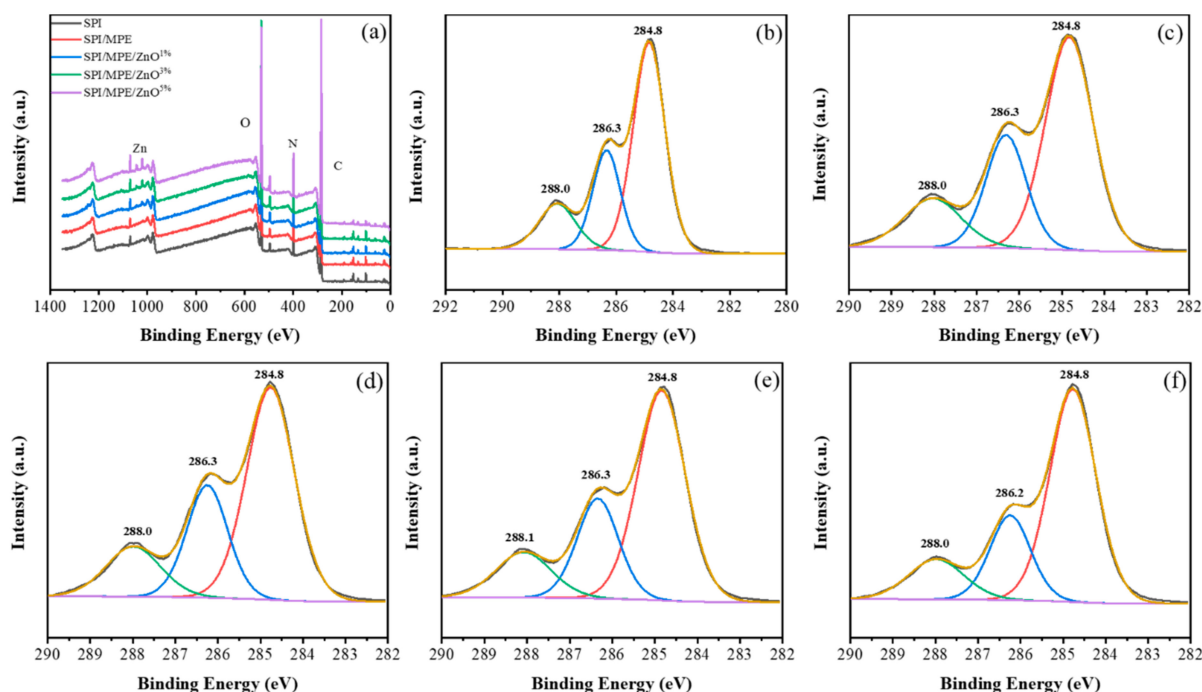 (a)
SPI
SPI/MPE
SPI/MPE/ZnO1%
SPI/MPE/ZnO3%
SPI/MPE/ZnO5%
Zn
O
N
C
Intensity (a.u.)
1400 1200 1000 800 600 400 200 0
Binding Energy (eV)
(b)
284.8
286.3
288.0
Intensity (a.u.)
292 290 288 286 284 282 280
Binding Energy (eV)
(c)
284.8
286.3
288.0
Intensity (a.u.)
290 289 288 287 286 285 284 283 282
Binding Energy (eV)
(d)
284.8
286.3
288.0
Intensity (a.u.)
290 289 288 287 286 285 284 283 282
Binding Energy (eV)
(e)
284.8
286.3
288.1
Intensity (a.u.)
290 289 288 287 286 285 284 283 282
Binding Energy (eV)
(f)
284.8
286.2
288.0
Intensity (a.u.)
290 289 288 287 286 285 284 283 282
Binding Energy (eV)